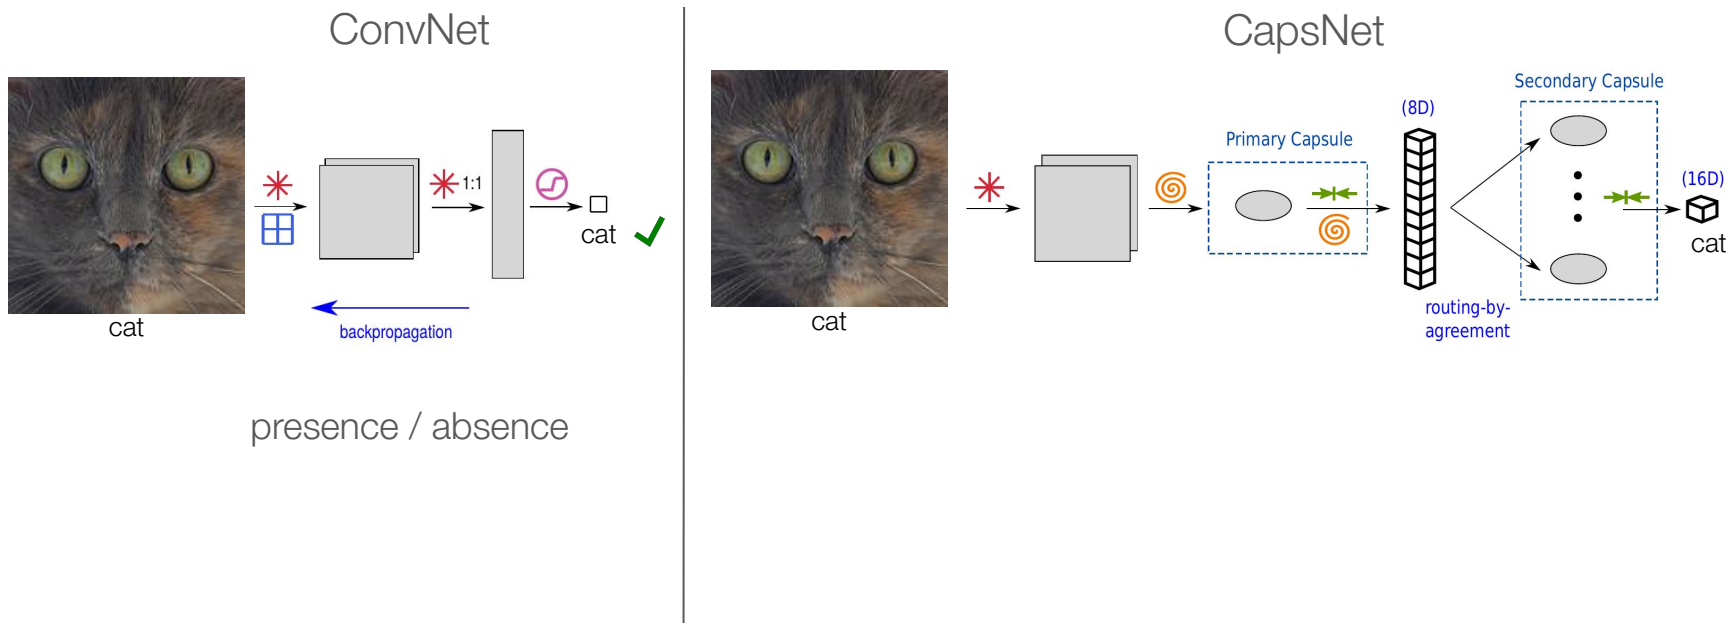 ConvNet
cat
1:1
cat
backpropagation
presence / absence
CapsNet
cat
Primary Capsule
(8D)
routing-by-
agreement
Secondary Capsule
(16D)
cat